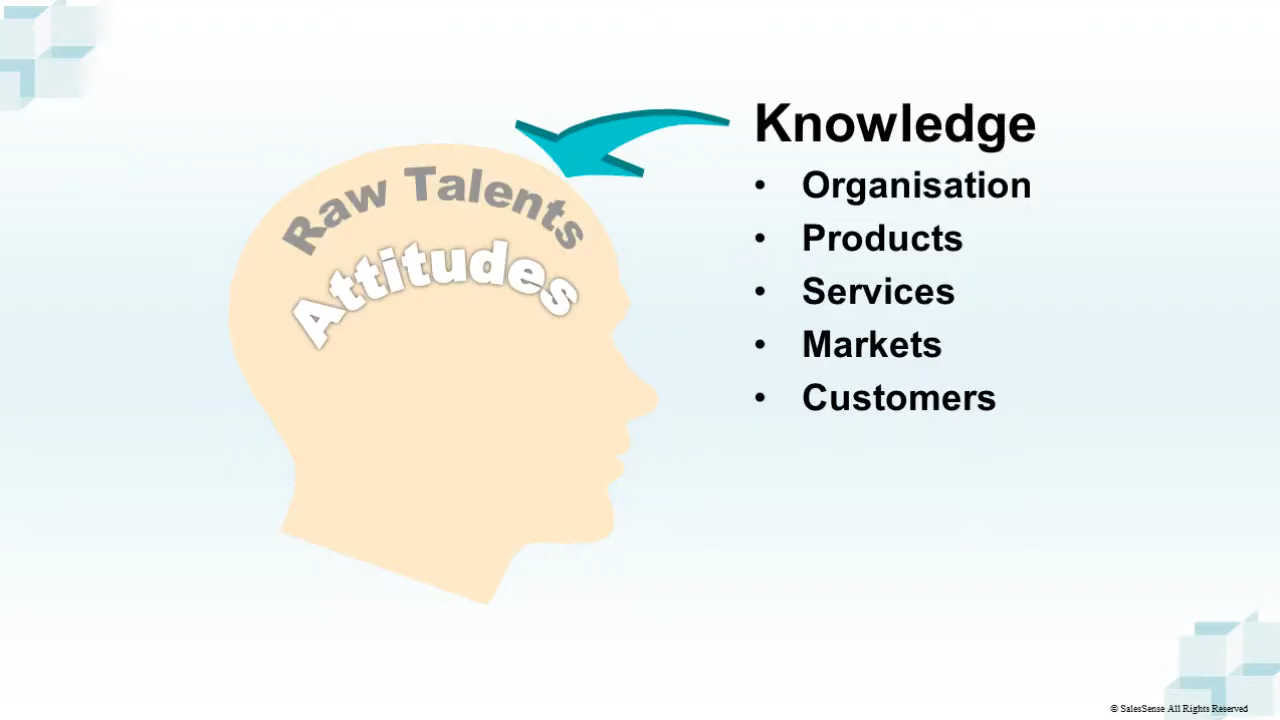 Knowledge
• Organisation
• Products
• Services
• Markets
• Customers
Raw Talents
Attitudes
© SalesSense All Rights Reserved